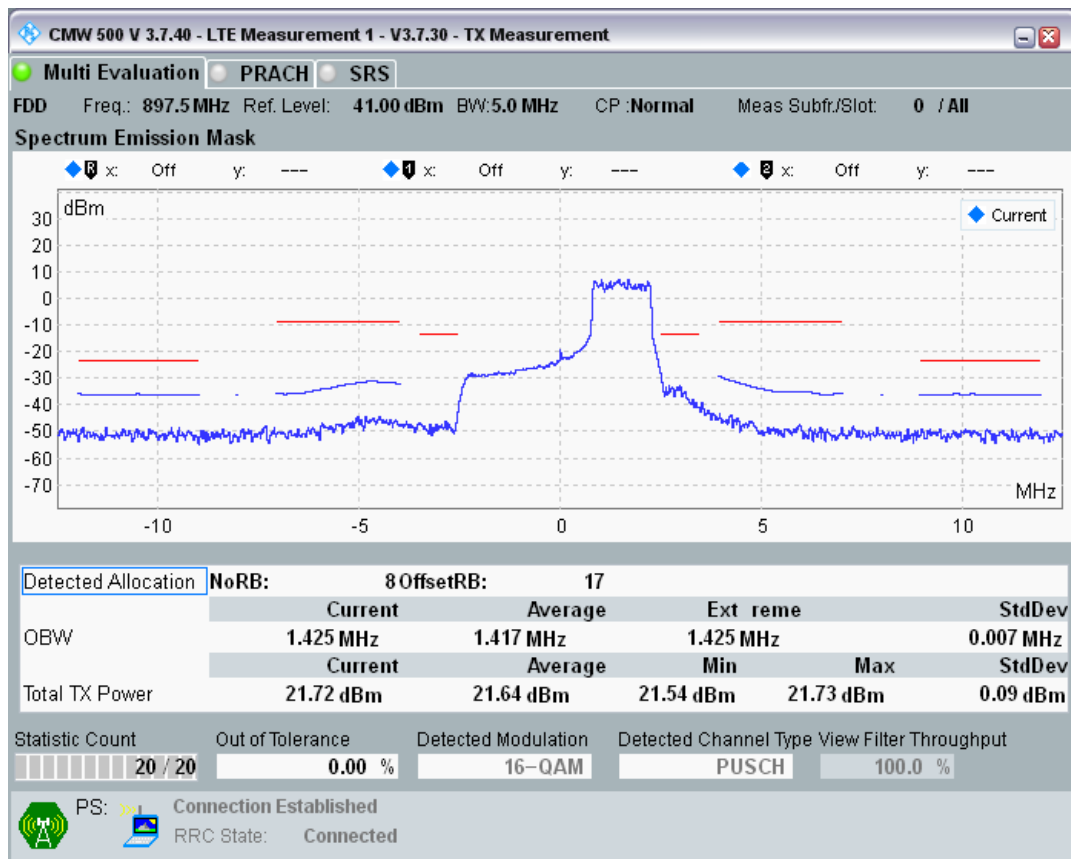 CMW 500 V 3.7.40 - LTE Measurement 1 - V3.7.30 - TX Measurement
Multi Evaluation PRACH SRS
FDD Freq.: 897.5 MHz Ref. Level: 41.00 dBm BW:5.0 MHz CP :Normal Meas Subfr./Slot: 0 / All
Spectrum Emission Mask
R x: Off y: --- 1 x: Off y: --- 2 x: Off y: ---
dBm
Current
30
20
10
0
-10
-20
-30
-40
-50
-60
-70
MHz
-10 -5 0 5 10
Detected Allocation NoRB: 8 OffsetRB: 17
Current Average Ext reme StdDev
OBW 1.425 MHz 1.417 MHz 1.425 MHz 0.007 MHz
Current Average Min Max StdDev
Total TX Power 21.72 dBm 21.64 dBm 21.54 dBm 21.73 dBm 0.09 dBm
Statistic Count Out of Tolerance Detected Modulation Detected Channel Type View Filter Throughput
20 / 20 0.00 % 16-QAM PUSCH 100.0 %
PS: Connection Established
RRC State: Connected